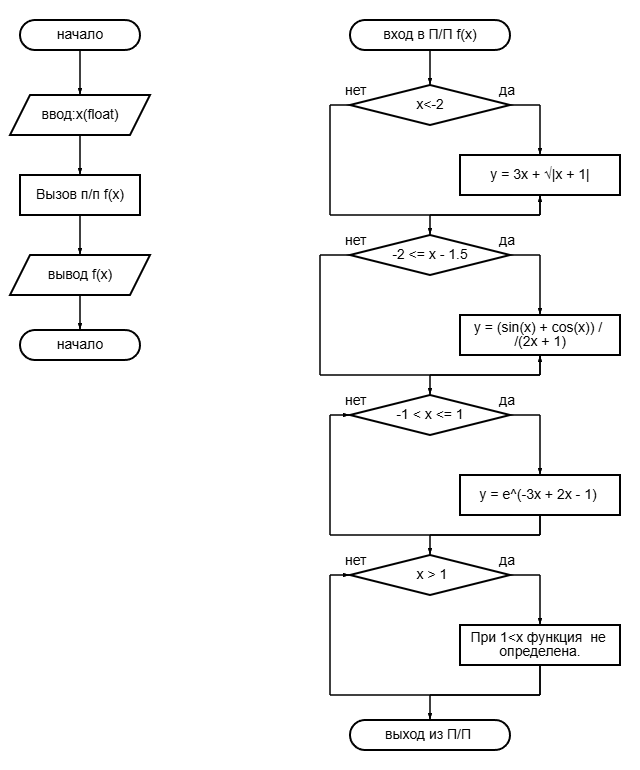 начало
ввод:x(float)
Вызов п/п f(x)
вывод f(x)
начало
вход в П/П f(x)
нет
да
x<-2
y = 3x + √|x + 1|
нет
да
-2 <= x - 1.5
y = (sin(x) + cos(x)) /
/(2x + 1)
нет
да
-1 < x <= 1
y = e^(-3x + 2x - 1)
нет
да
x > 1
При 1<x функция  не
определена.
выход из П/П